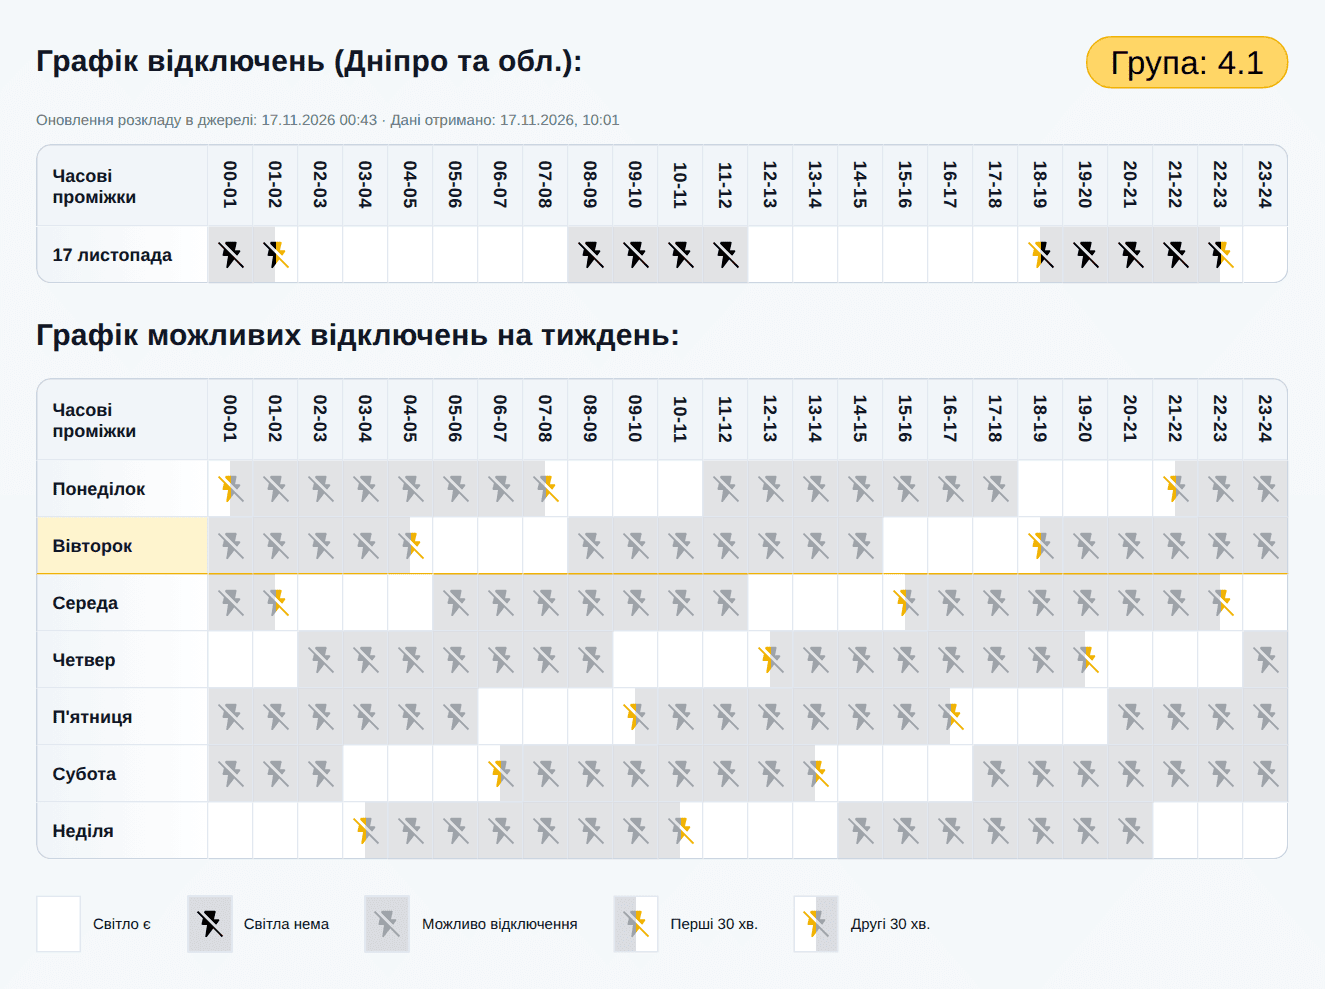 Графік відключень (Дніпро та обл.):
Група: 4.1
Оновлення розкладу в джерелі: 17.11.2026 00:43 · Дані отримано: 17.11.2026, 10:01
Часові проміжки 00-01 01-02 02-03 03-04 04-05 05-06 06-07 07-08 08-09 09-10 10-11 11-12 12-13 13-14 14-15 15-16 16-17 17-18 18-19 19-20 20-21 21-22 22-23 23-24
17 листопада
Графік можливих відключень на тиждень:
Часові проміжки 00-01 01-02 02-03 03-04 04-05 05-06 06-07 07-08 08-09 09-10 10-11 11-12 12-13 13-14 14-15 15-16 16-17 17-18 18-19 19-20 20-21 21-22 22-23 23-24
Понеділок
Вівторок
Середа
Четвер
П'ятниця
Субота
Неділя
Світло є Світла нема Можливо відключення Перші 30 хв. Другі 30 хв.